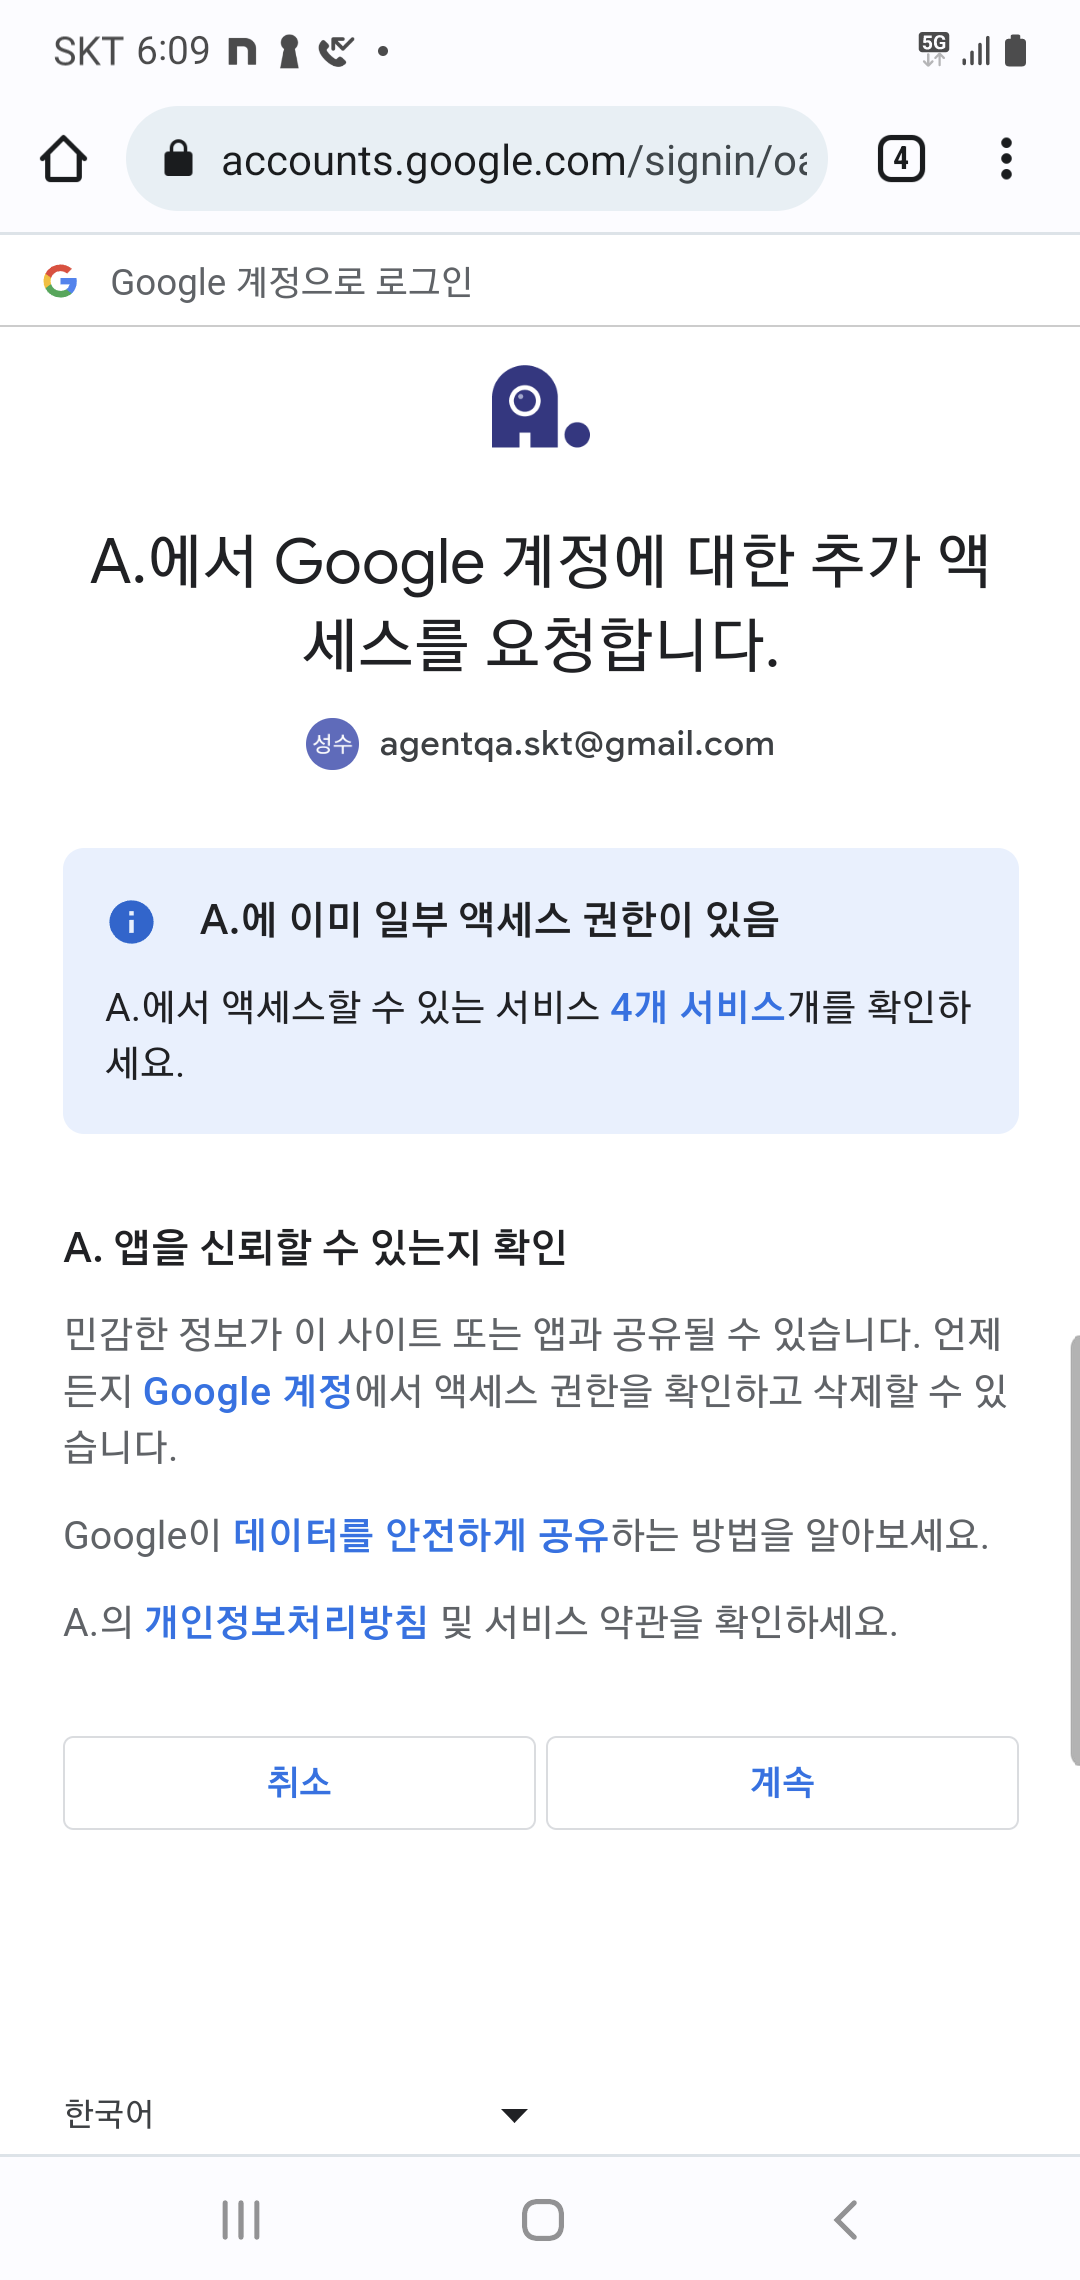 SKT 6:09
5G
accounts.google.com/signin/oa
4
Google 계정으로 로그인
A.에서 Google 계정에 대한 추가 액
세스를 요청합니다.
성수 agentqa.skt@gmail.com
A.에 이미 일부 액세스 권한이 있음
A.에서 액세스할 수 있는 서비스 4개 서비스개를 확인하
세요.
A. 앱을 신뢰할 수 있는지 확인
민감한 정보가 이 사이트 또는 앱과 공유될 수 있습니다. 언제
든지 Google 계정에서 액세스 권한을 확인하고 삭제할 수 있
습니다.
Google이 데이터를 안전하게 공유하는 방법을 알아보세요.
A.의 개인정보처리방침 및 서비스 약관을 확인하세요.
취소
계속
한국어